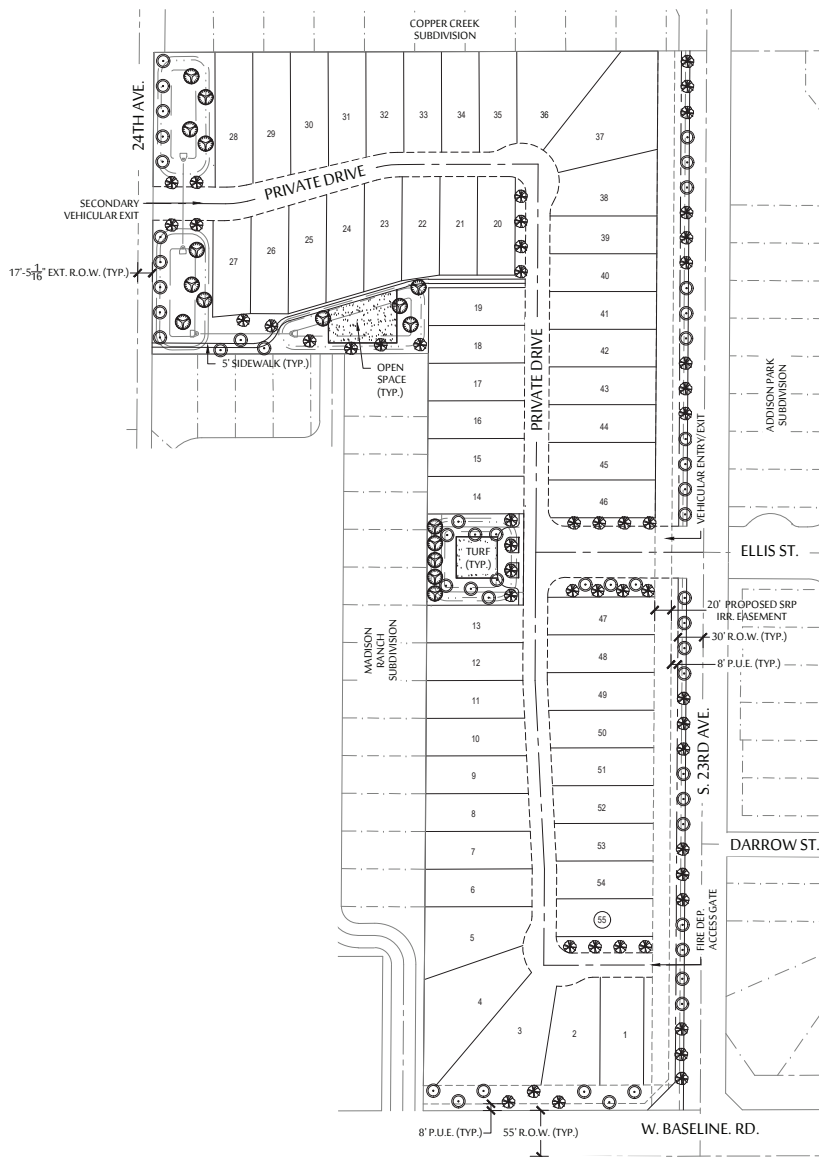 COPPER CREEK
SUBDIVISION
24TH AVE.
28
29
30
31
32
33
34
35
36
37
SECONDARY
VEHICULAR EXIT
PRIVATE DRIVE
38
39
40
41
42
43
44
45
46
27
26
25
24
23
22
21
20
17'-5 1/16" EXT. R.O.W. (TYP.)
5' SIDEWALK (TYP.)
OPEN
SPACE
(TYP.)
19
18
17
16
15
14
PRIVATE DRIVE
ADDISON PARK
SUBDIVISION
VEHICULAR ENTRY/EXIT
TURF
(TYP.)
ELLIS ST.
20' PROPOSED SRP
IRR. EASEMENT
30' R.O.W. (TYP.)
8' P.U.E. (TYP.)
MADISON
RANCH
SUBDIVISION
13
12
11
10
9
8
7
6
5
4
3
2
1
47
48
49
50
51
52
53
54
55
S. 23RD AVE.
DARROW ST.
FIRE DEP.
ACCESS GATE
8' P.U.E. (TYP.)
55' R.O.W. (TYP.)
W. BASELINE. RD.